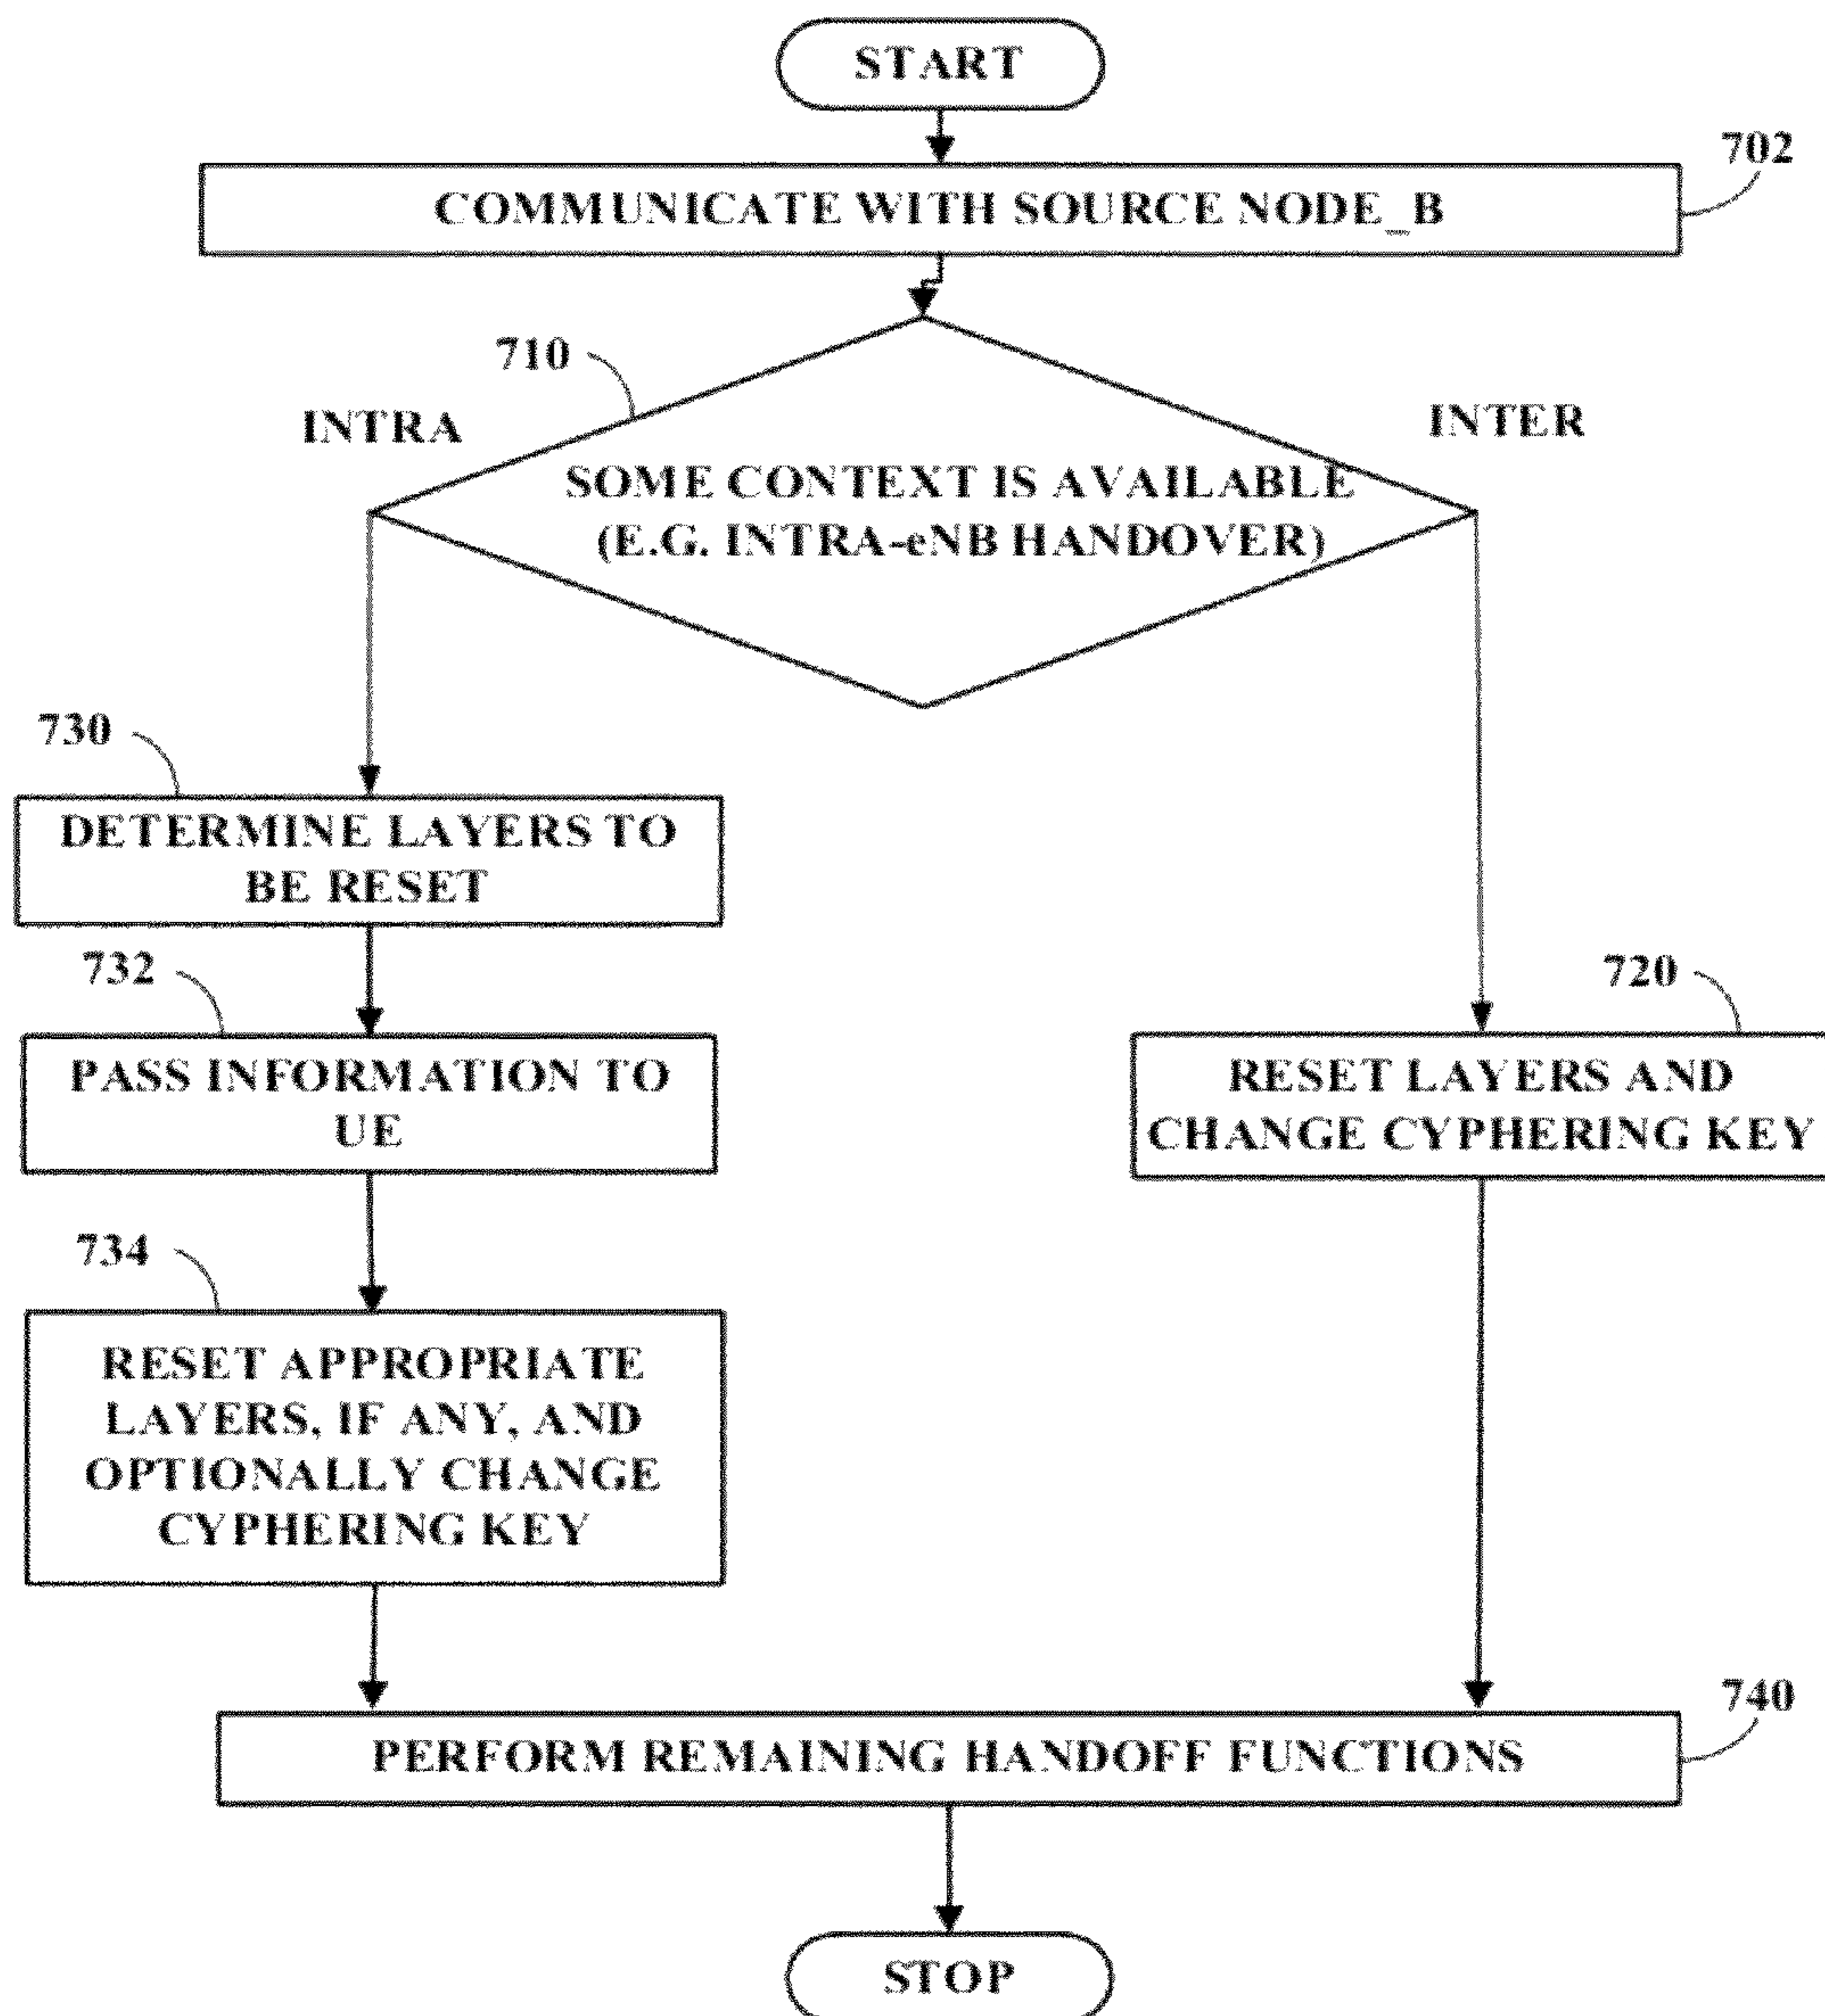 START
702
COMMUNICATE WITH SOURCE NODE_B
710
INTRA
INTER
SOME CONTEXT IS AVAILABLE
(E.G. INTRA-eNB HANDOVER)
730
DETERMINE LAYERS TO
BE RESET
732
PASS INFORMATION TO
UE
720
RESET LAYERS AND
CHANGE CYPHERING KEY
734
RESET APPROPRIATE
LAYERS, IF ANY, AND
OPTIONALLY CHANGE
CYPHERING KEY
740
PERFORM REMAINING HANDOFF FUNCTIONS
STOP